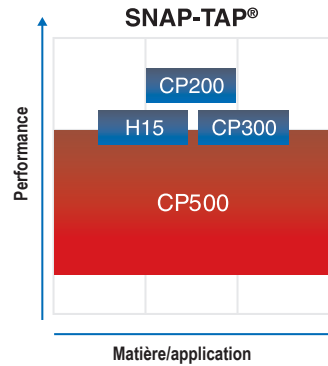 SNAP-TAP®
Performance
CP200
H15 CP300
CP500
Matière/application